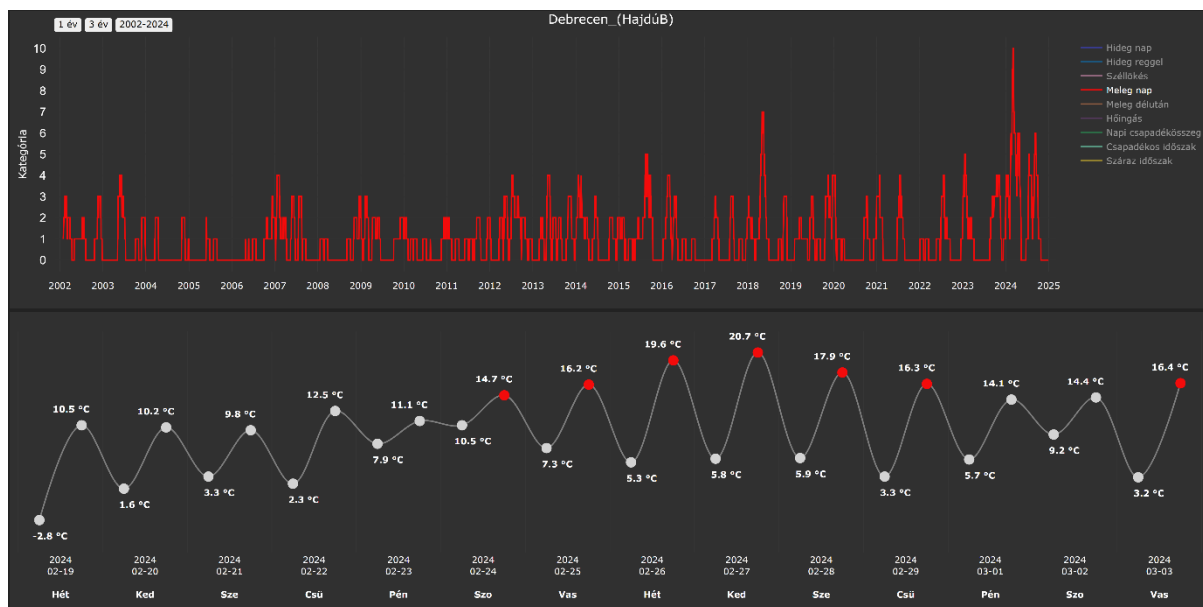 Debrecen_(HajdúB)
1 év 3 év 2002-2024
Kategória
10
9
8
7
6
5
4
3
2
1
0
2002 2003 2004 2005 2006 2007 2008 2009 2010 2011 2012 2013 2014 2015 2016 2017 2018 2019 2020 2021 2022 2023 2024 2025
Hideg nap
Hideg reggel
Széllökés
Meleg nap
Meleg délután
Hőingás
Napi csapadékösszeg
Csapadékos időszak
Száraz időszak
10.5 °C 10.2 °C 9.8 °C 12.5 °C 11.1 °C 14.7 °C 16.2 °C 19.6 °C 20.7 °C 17.9 °C 16.3 °C 14.1 °C 14.4 °C 16.4 °C
-2.8 °C 1.6 °C 3.3 °C 2.3 °C 7.9 °C 10.5 °C 7.3 °C 5.3 °C 5.8 °C 5.9 °C 3.3 °C 5.7 °C 9.2 °C 3.2 °C
2024 2024 2024 2024 2024 2024 2024 2024 2024 2024 2024 2024 2024 2024
02-19 02-20 02-21 02-22 02-23 02-24 02-25 02-26 02-27 02-28 02-29 03-01 03-02 03-03
Hét Ked Sze Csü Pén Szo Vas Hét Ked Sze Csü Pén Szo Vas